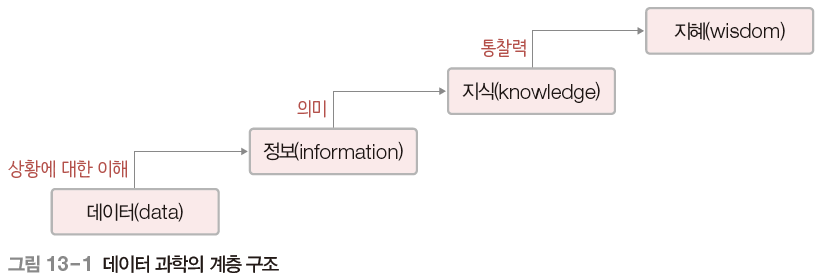 지혜(wisdom)
통찰력
지식(knowledge)
의미
정보(information)
상황에 대한 이해
데이터(data)
그림 13-1 데이터 과학의 계층 구조